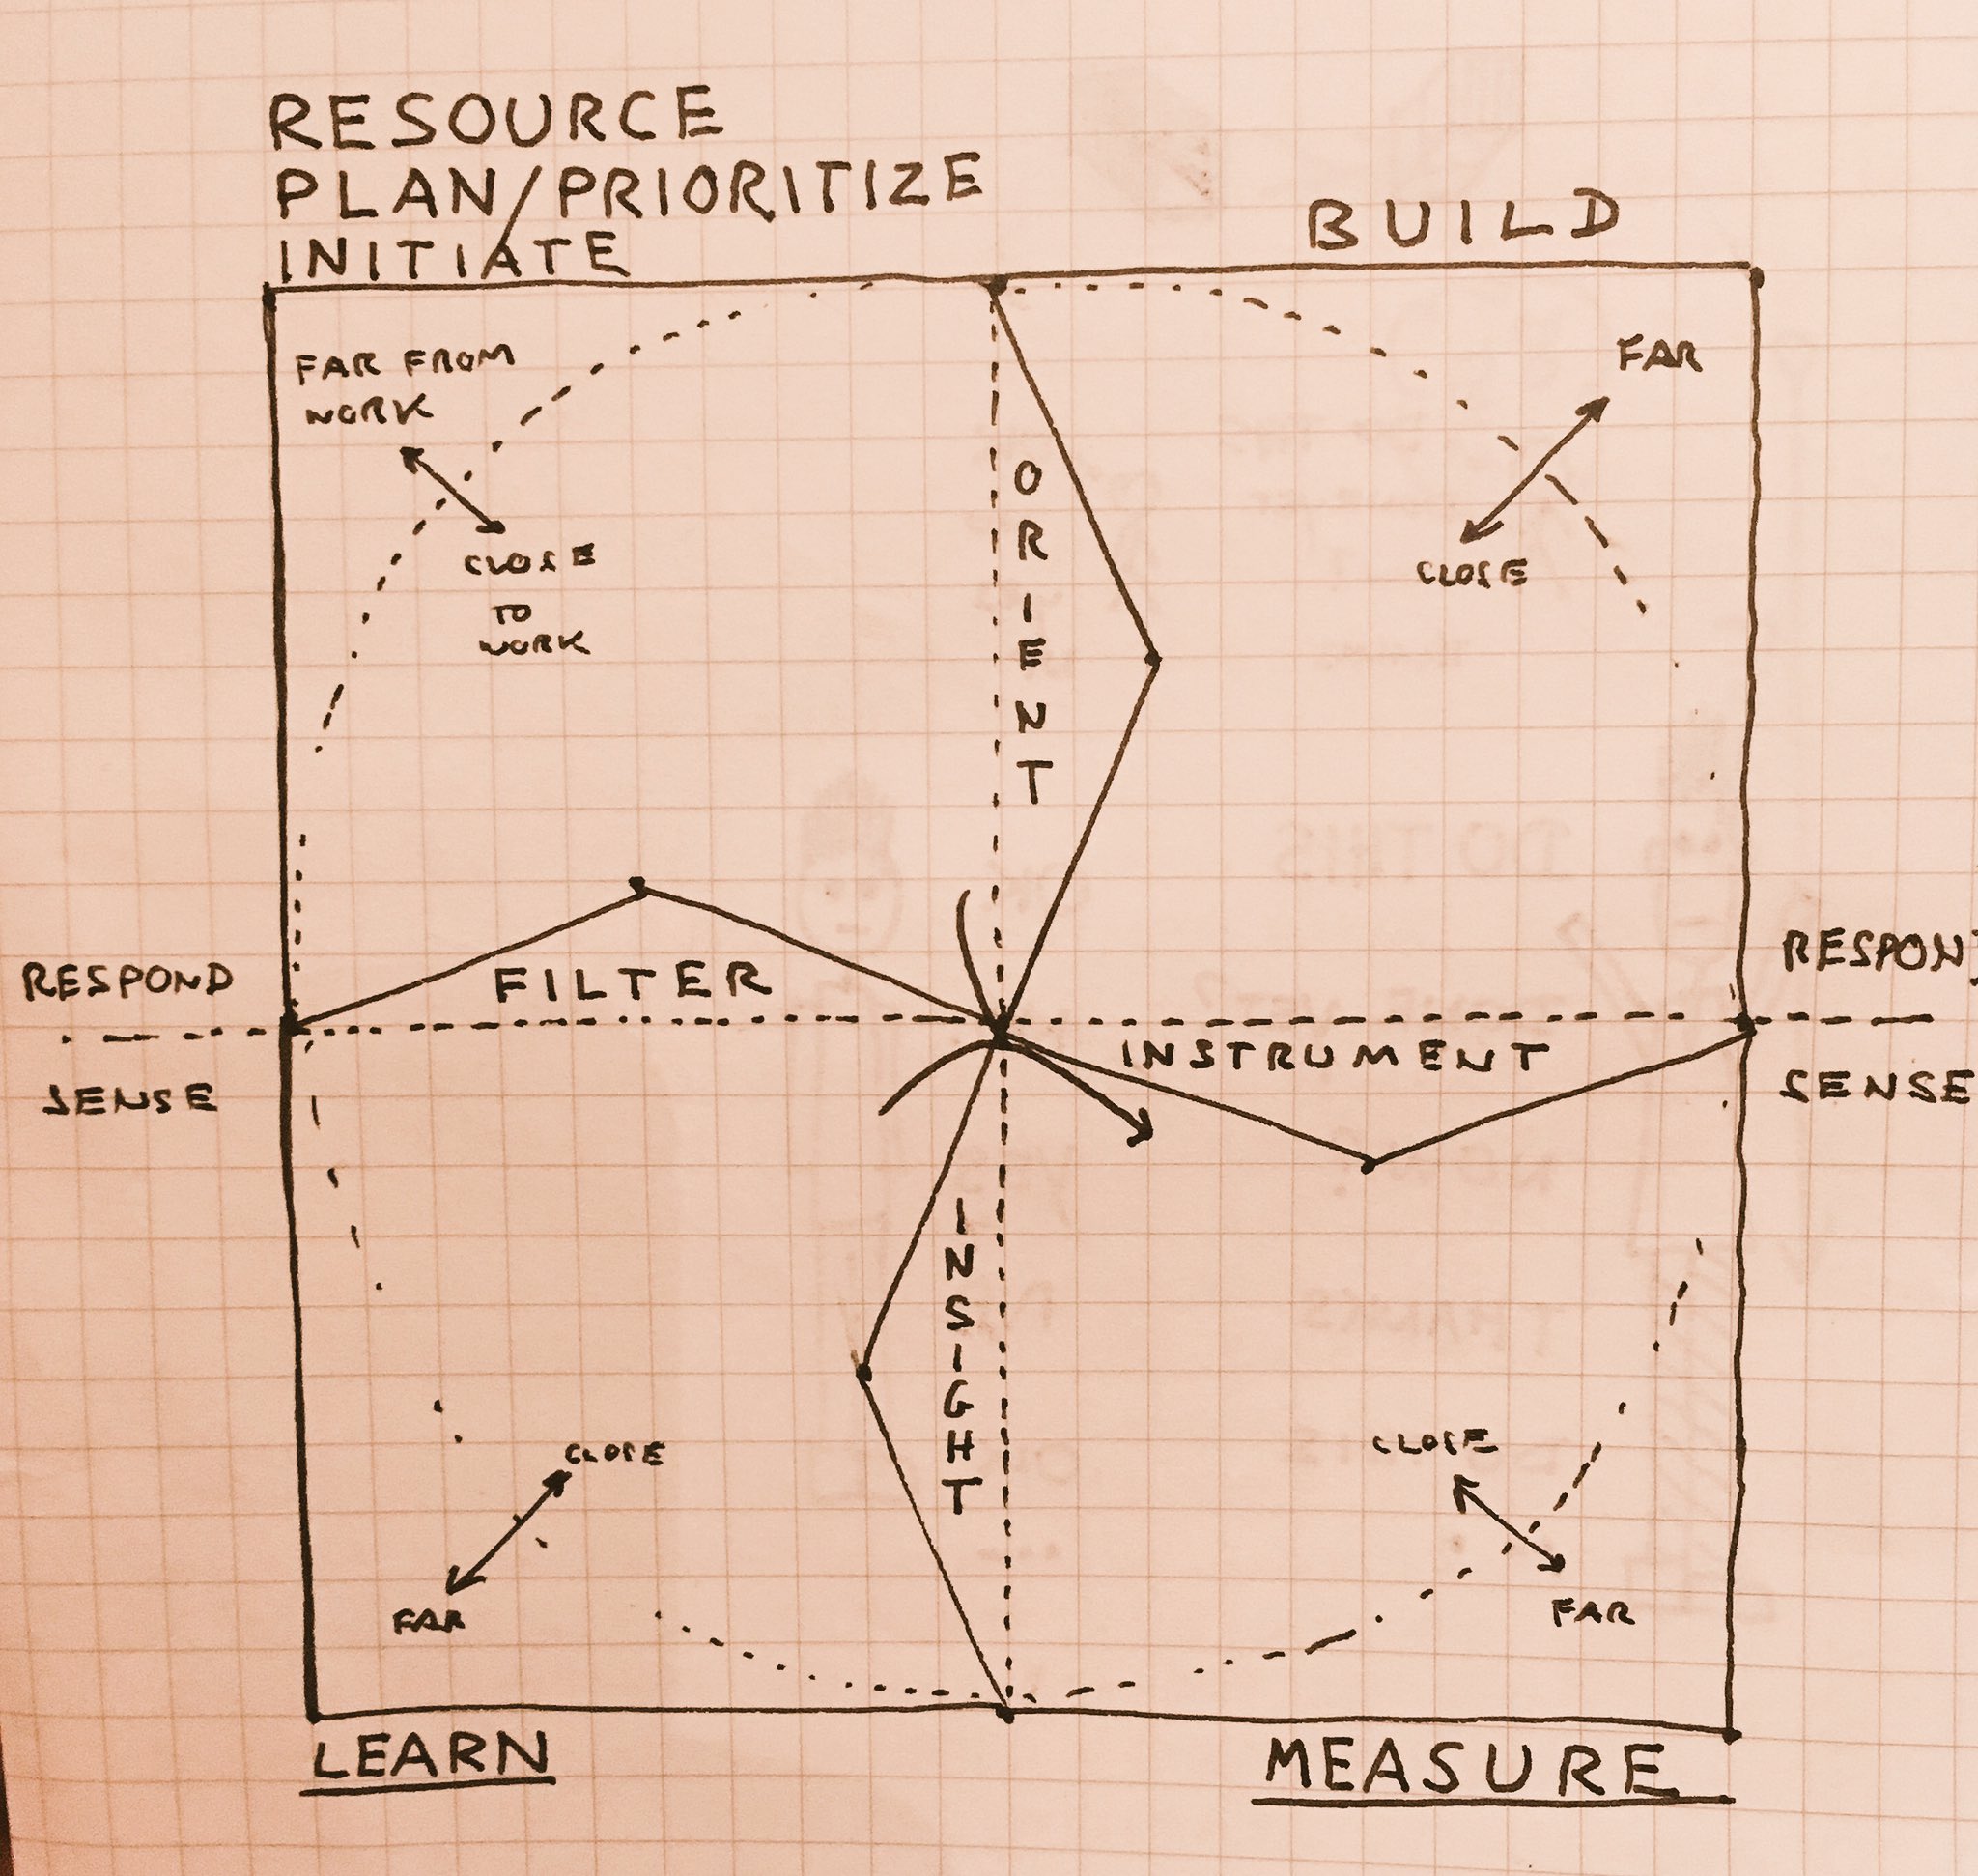 RESOURCE
PLAN/PRIORITIZE
INITIATE
BUILD
FAR FROM
WORK
CLOSE
TO
WORK
FAR
CLOSE
ORIENT
RESPOND
FILTER
SENSE
RESPOND
INSTRUMENT
SENSE
INSIGHT
CLOSE
FAR
CLOSE
FAR
LEARN
MEASURE